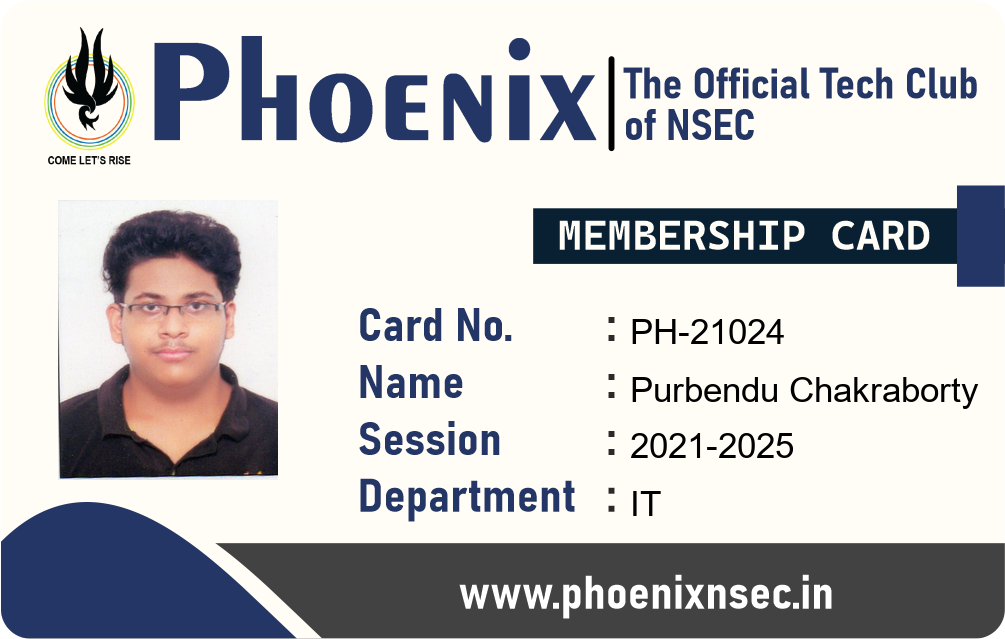 COME LET'S RISE
PHOENIX
The Official Tech Club
of NSEC
MEMBERSHIP CARD
Card No. : PH-21024
Name : Purbendu Chakraborty
Session : 2021-2025
Department : IT
www.phoenixnsec.in